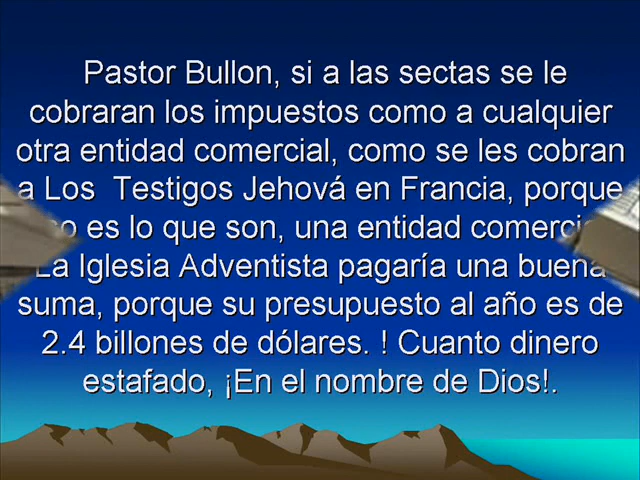 Pastor Bullon, si a las sectas se le
cobraran los impuestos como a cualquier
otra entidad comercial, como se les cobran
a Los Testigos Jehová en Francia, porque
es lo que son, una entidad
La Iglesia Adventista pagaría una buena
suma, porque su presupuesto al año es de
2.4 billones de dólares. ! Cuanto dinero
estafado, ¡En el nombre de Dios!.